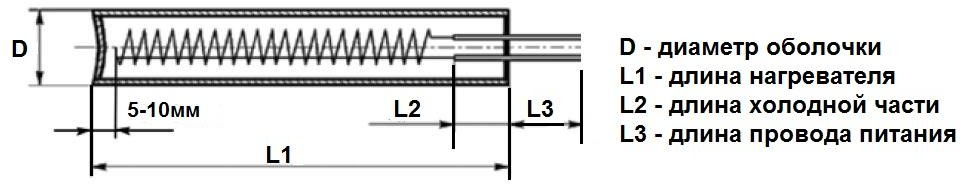 D
5-10мм
L2
L3
L1
D - диаметр оболочки
L1 - длина нагревателя
L2 - длина холодной части
L3 - длина провода питания